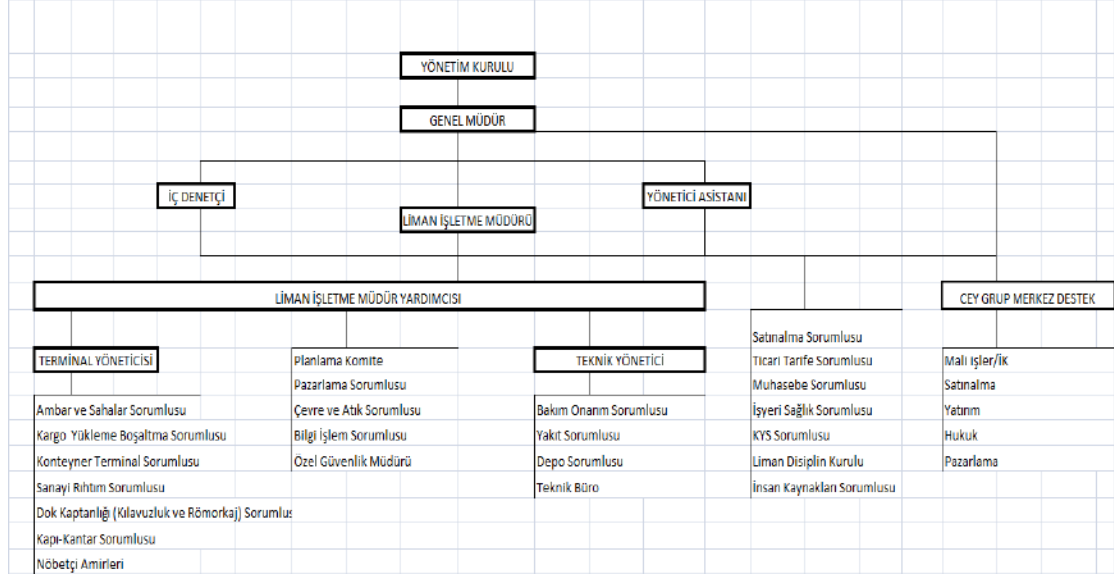 YÖNETİM KURULU
GENEL MÜDÜR
İÇ DENETÇİ
YÖNETİCİ ASİSTANI
LİMAN İŞLETME MÜDÜRÜ
LİMAN İŞLETME MÜDÜR YARDIMCISI
CEY GRUP MERKEZ DESTEK
TERMİNAL YÖNETİCİSİ
Ambar ve Sahalar Sorumlusu
Kargo Yükleme Boşaltma Sorumlusu
Konteyner Terminal Sorumlusu
Sanayi Rıhtım Sorumlusu
Dok Kaptanlığı (Kılavuzluk ve Römorkaj) Sorumlus
Kapı-Kantar Sorumlusu
Nöbetçi Amirleri
Planlama Komite
Pazarlama Sorumlusu
Çevre ve Atık Sorumlusu
Bilgi İşlem Sorumlusu
Özel Güvenlik Müdürü
TEKNİK YÖNETİCİ
Bakım Onarım Sorumlusu
Yakıt Sorumlusu
Depo Sorumlusu
Teknik Büro
Satınalma Sorumlusu
Ticari Tarife Sorumlusu
Muhasebe Sorumlusu
İşyeri Sağlık Sorumlusu
KYS Sorumlusu
Liman Disiplin Kurulu
İnsan Kaynakları Sorumlusu
Mali İşler/İK
Satınalma
Yatırım
Hukuk
Pazarlama